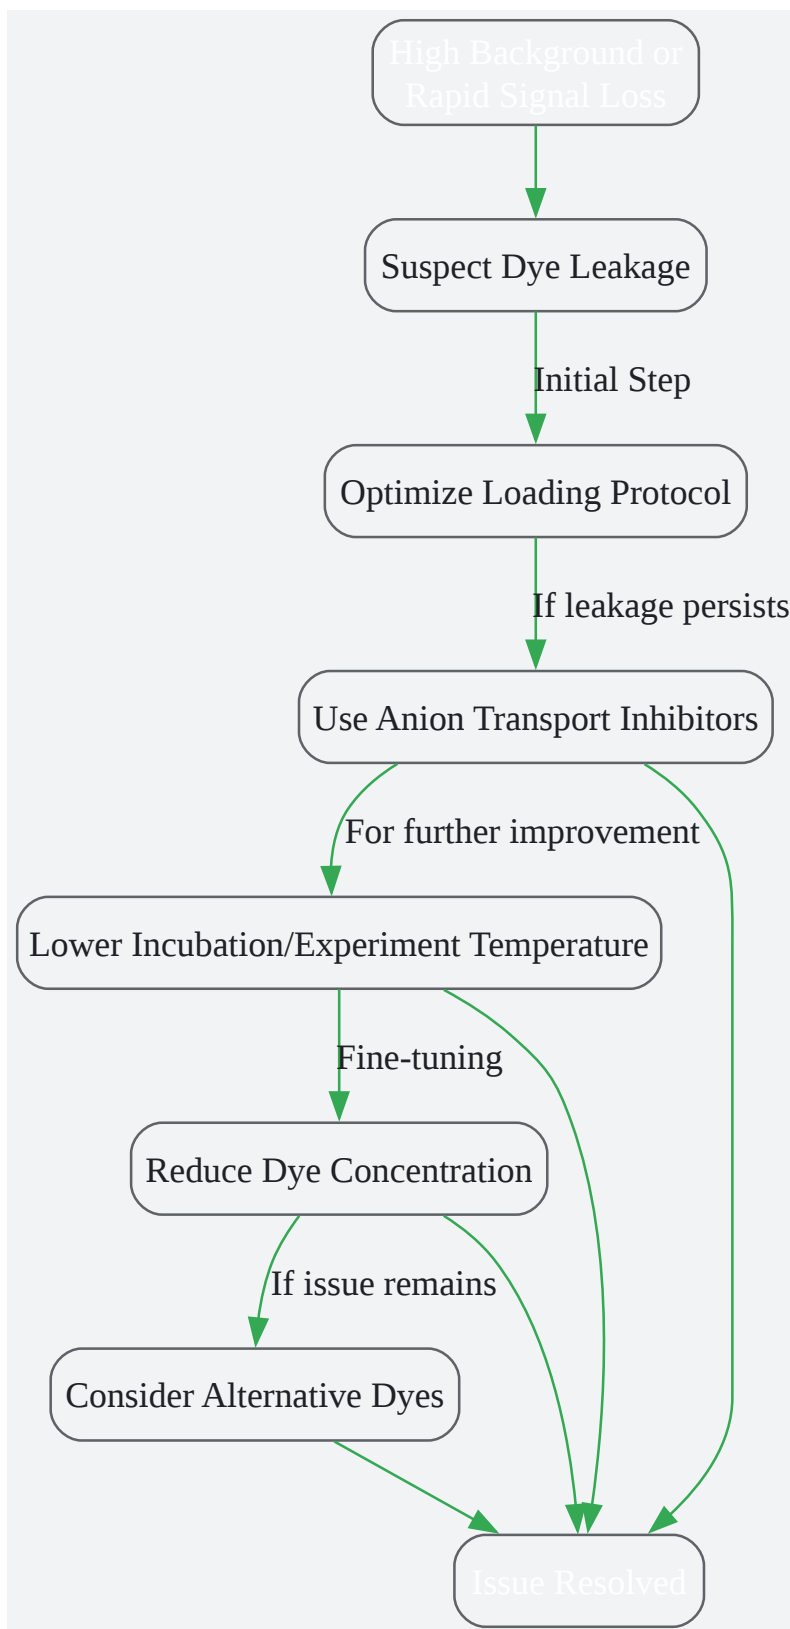 High Background or
Rapid Signal Loss
Suspect Dye Leakage
Initial Step
Optimize Loading Protocol
If leakage persists
Use Anion Transport Inhibitors
For further improvement
Lower Incubation/Experiment Temperature
Fine-tuning
Reduce Dye Concentration
If issue remains
Consider Alternative Dyes
Issue Resolved